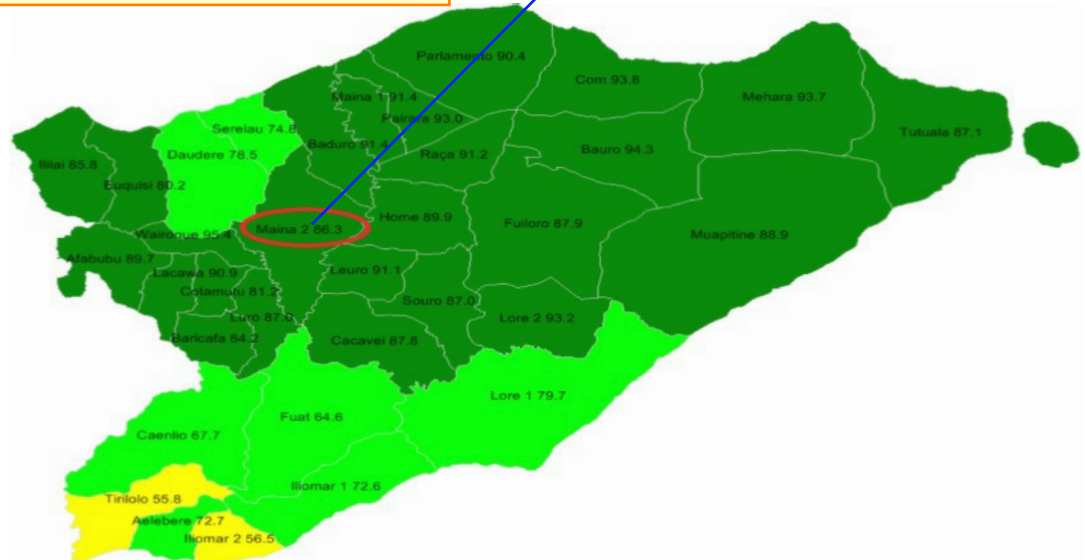 Parlamento 90.4
Com 93.8
Mehara 93.7
Maina 1 91.4
Pairara 93.0
Tutuala 87.1
Serelau 74.8
Baduro 91.4
Raça 91.2
Bauro 94.3
Daudere 78.5
Ililai 85.8
Euquisi 80.2
Home 89.9
Fuiloro 87.9
Maina 2 86.3
Wairoque 95.4
Muapitine 88.9
Afabubu 89.7
Lacawa 90.9
Leuro 91.1
Cotamutu 81.2
Souro 87.0
Luro 87.0
Lore 2 93.2
Baricafa 84.2
Cacavei 87.8
Lore 1 79.7
Fuat 64.6
Caenlio 67.7
Iliomar 1 72.6
Tirilolo 55.8
Aelebere 72.7
Iliomar 2 56.5